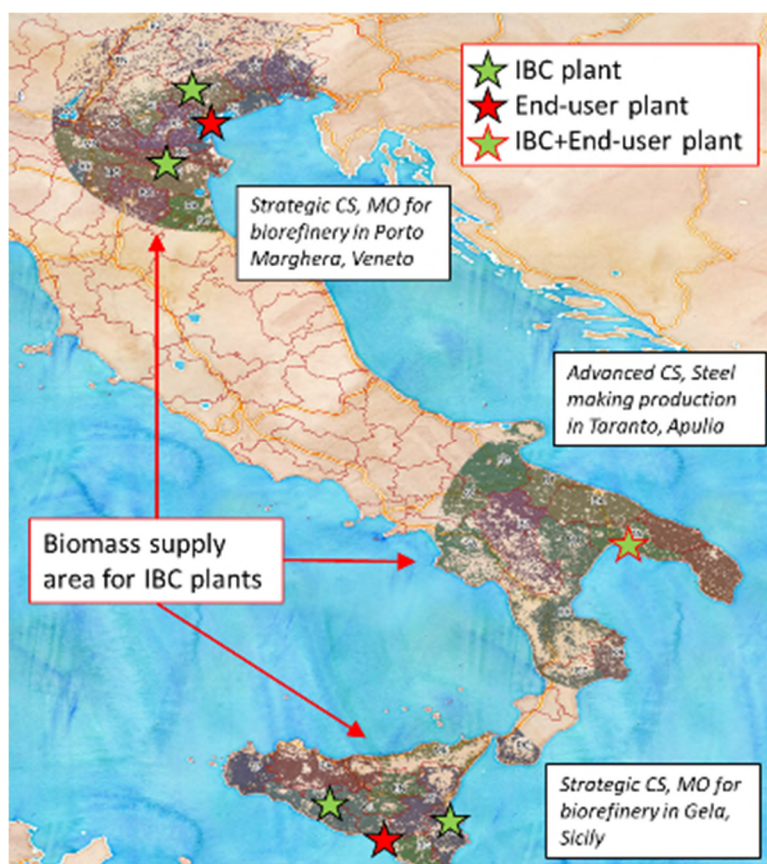 IBC plant
End-user plant
IBC+End-user plant
Strategic CS, MO for
biorefinery in Porto
Marghera, Veneto
Advanced CS, Steel
making production
in Taranto, Apulia
Biomass supply
area for IBC plants
Strategic CS, MO for
biorefinery in Gela,
Sicily